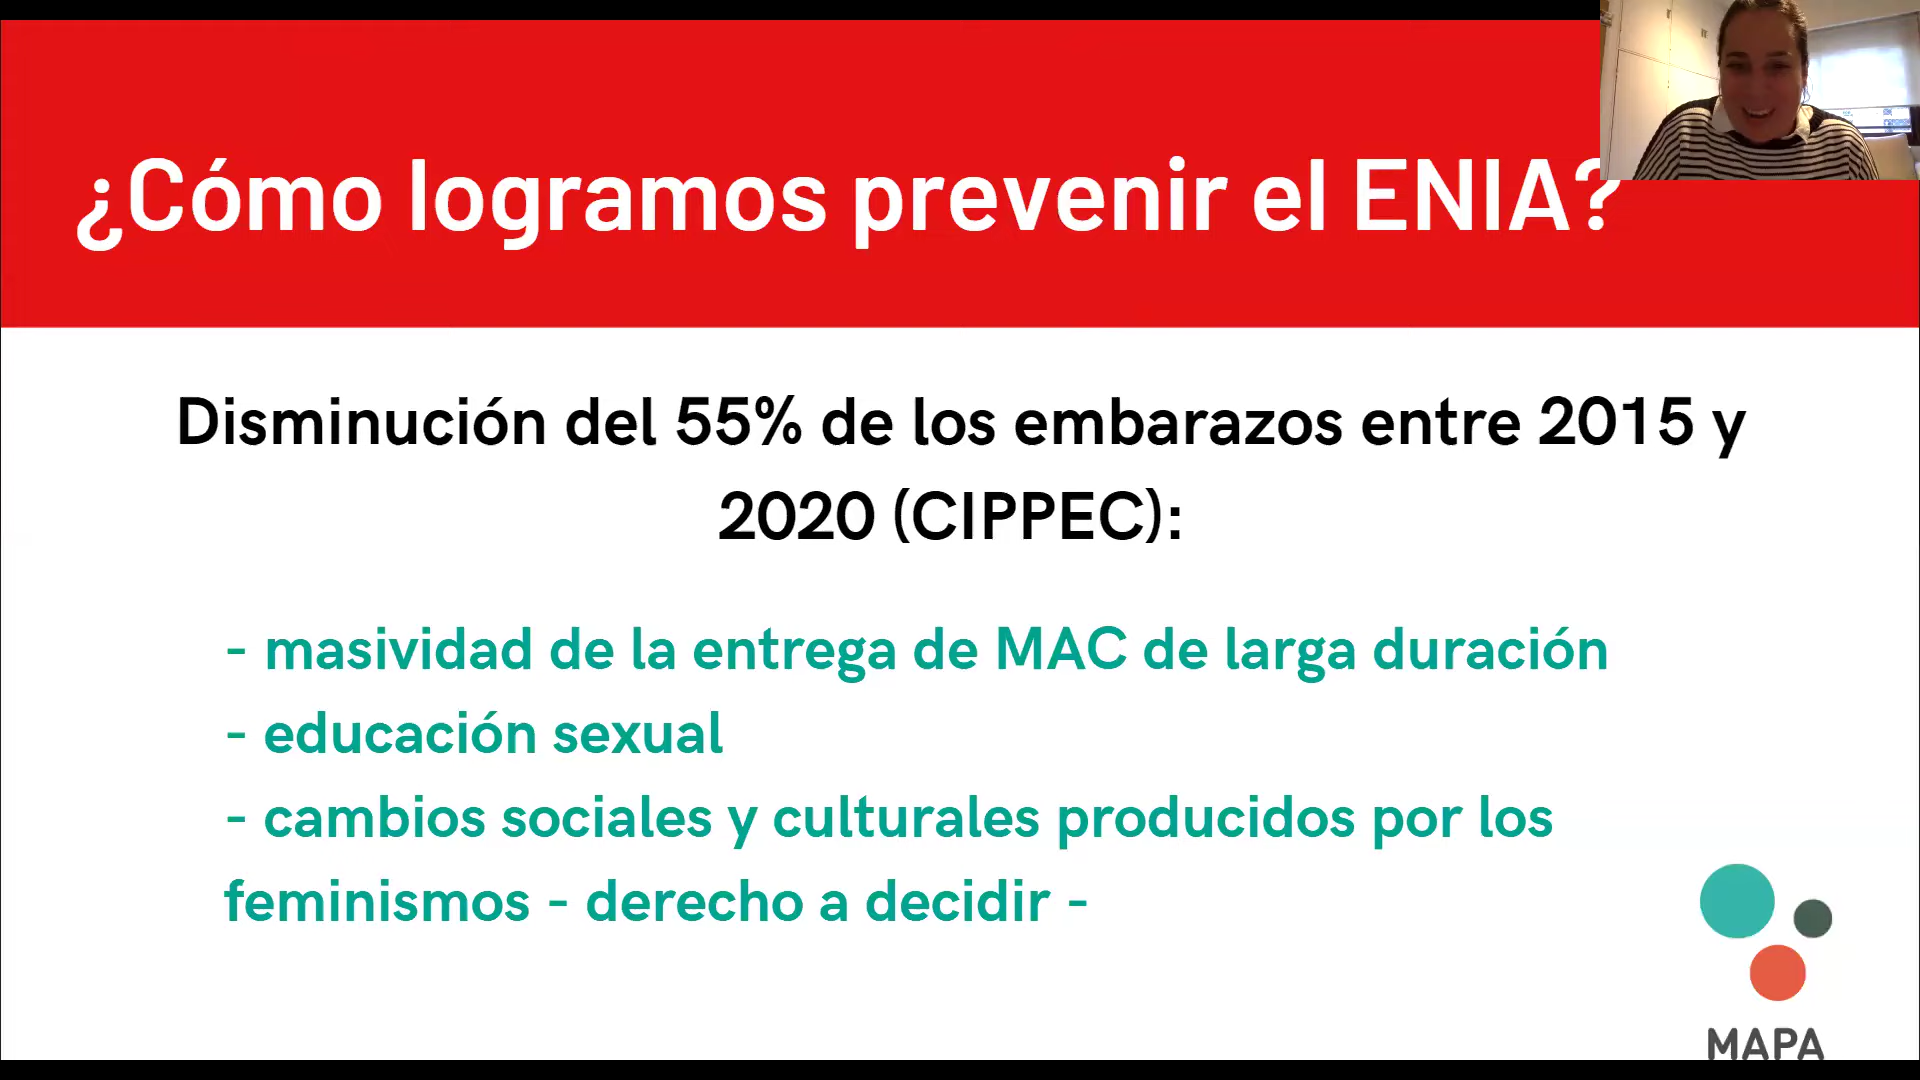 ¿Cómo logramos prevenir el ENIA?
Disminución del 55% de los embarazos entre 2015 y
2020 (CIPPEC):
- masividad de la entrega de MAC de larga duración
- educación sexual
- cambios sociales y culturales producidos por los
feminismos - derecho a decidir -
MAPA